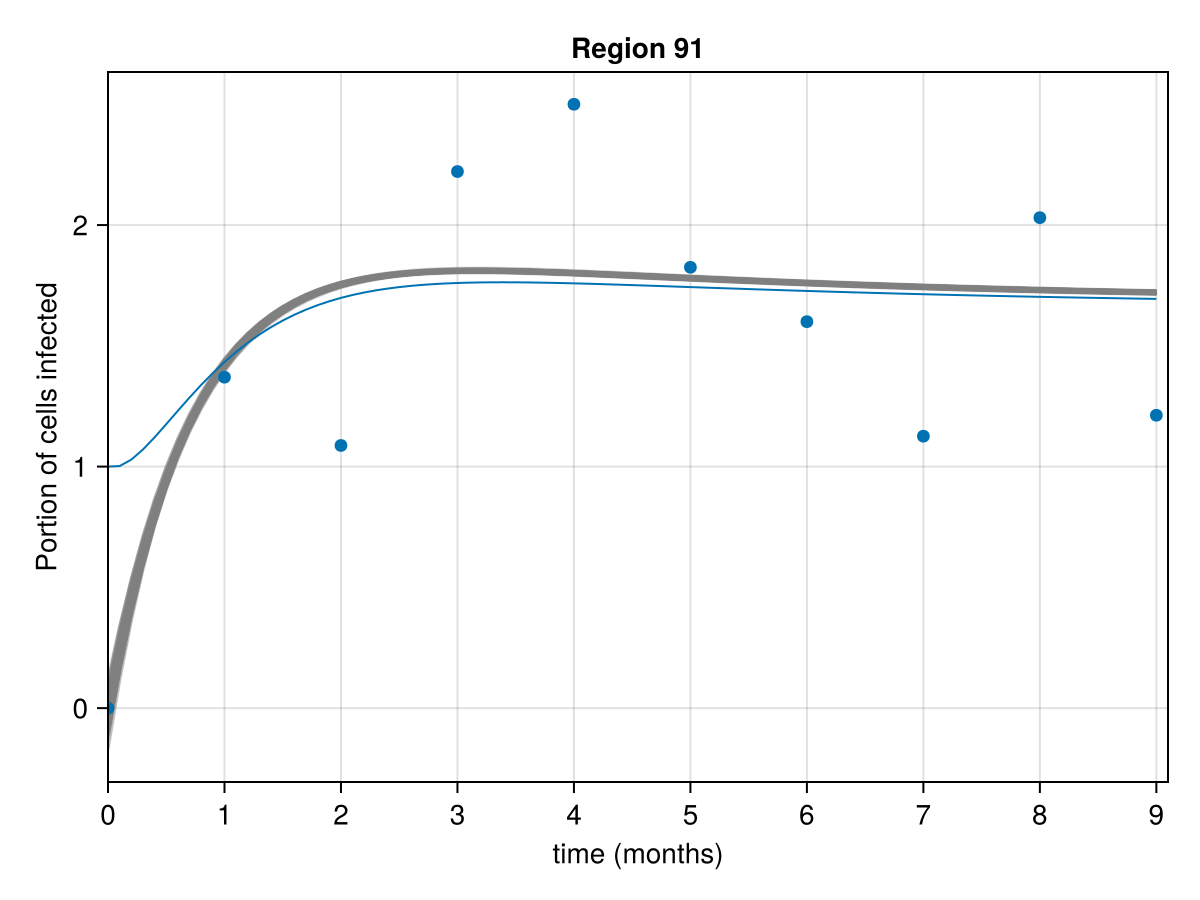 Region 91
Portion of cells infected
2
1
0
0 1 2 3 4 5 6 7 8 9
time (months)